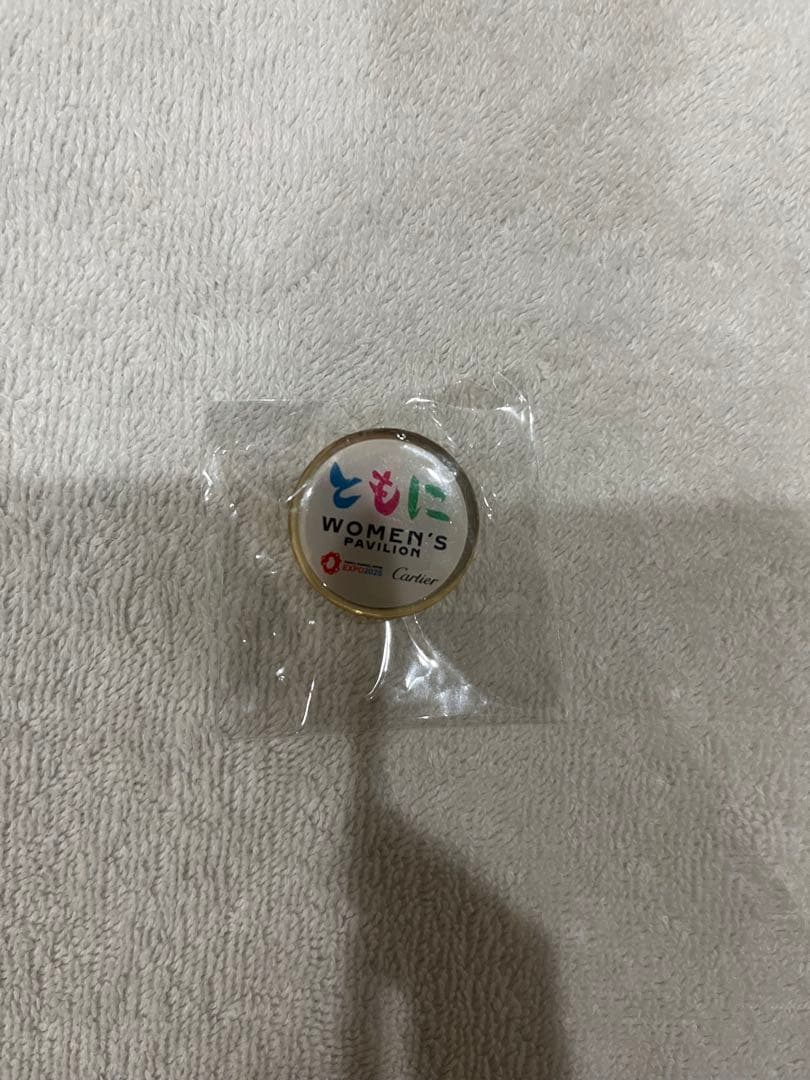 ともに
WOMEN'S
PAVILION
EXPO2025
Cartier